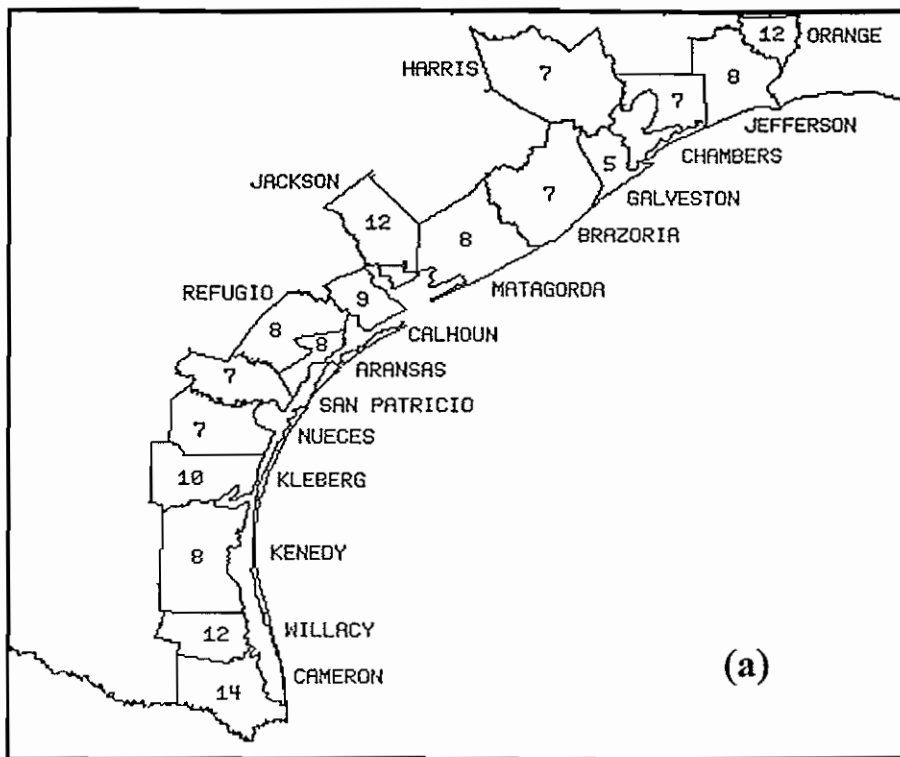 12 ORANGE
HARRIS 7 8
7 JEFFERSON
CHAMBERS
5
JACKSON 7 GALVESTON
12 8 BRAZORIA
REFUGIO 9 MATAGORDA
8 8 CALHOUN
7 ARANSAS
SAN PATRICIO
7 NUECES
10 KLEBERG
8 KENEDY
12 WILLACY
14 CAMERON
(a)